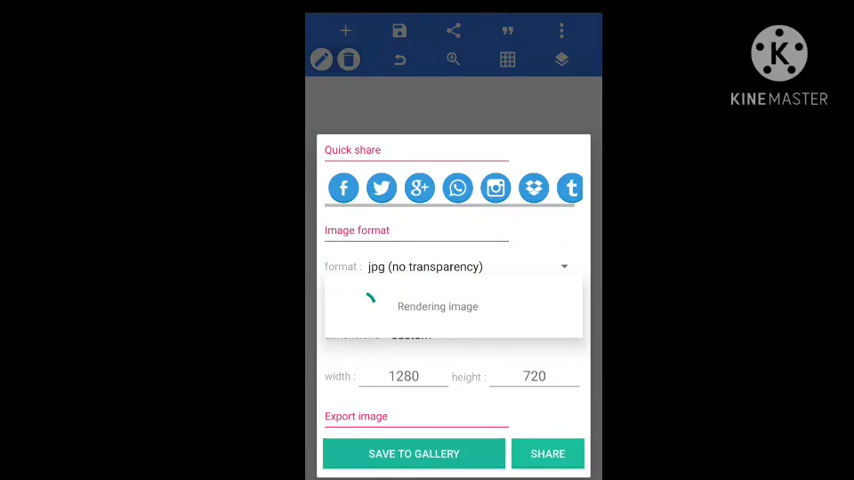 K
KINEMASTER
Quick share
Image format
format : jpg (no transparency)
Rendering image
width : 1280 height : 720
Export image
SAVE TO GALLERY SHARE